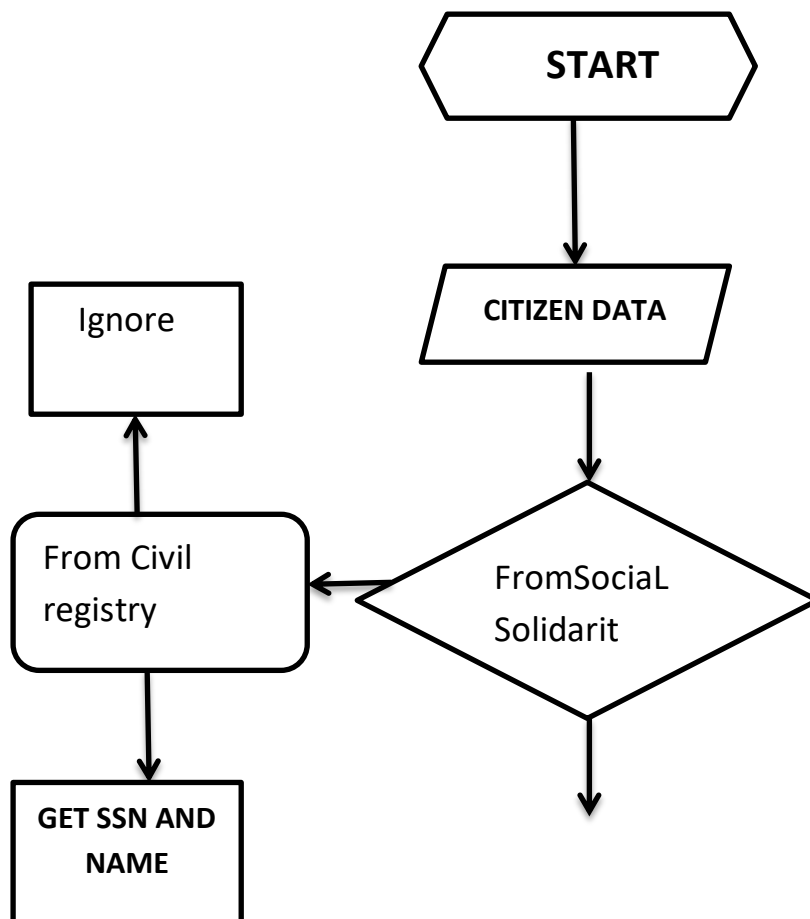 START
CITIZEN DATA
Ignore
From Civil
registry
FromSociaL
Solidarit
GET SSN AND
NAME